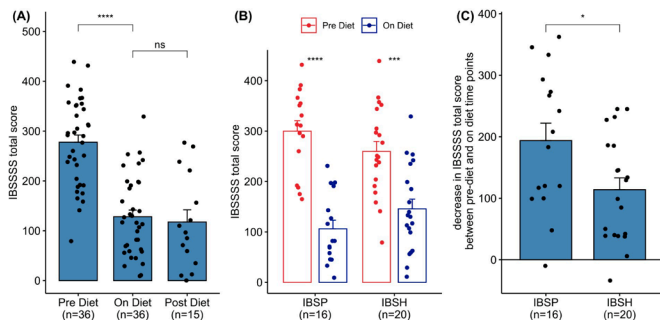 (A)
****
ns
IBSSSS total score
500
400
300
200
100
0
Pre Diet
(n=36)
On Diet
(n=36)
Post Diet
(n=15)
(B)
Pre Diet
On Diet
****
***
IBSSSS total score
400
300
200
100
0
IBSP
(n=16)
IBSH
(n=20)
(C)
*
decrease in IBSSSS total score
between pre-diet and on diet time points
400
300
200
100
0
IBSP
(n=16)
IBSH
(n=20)